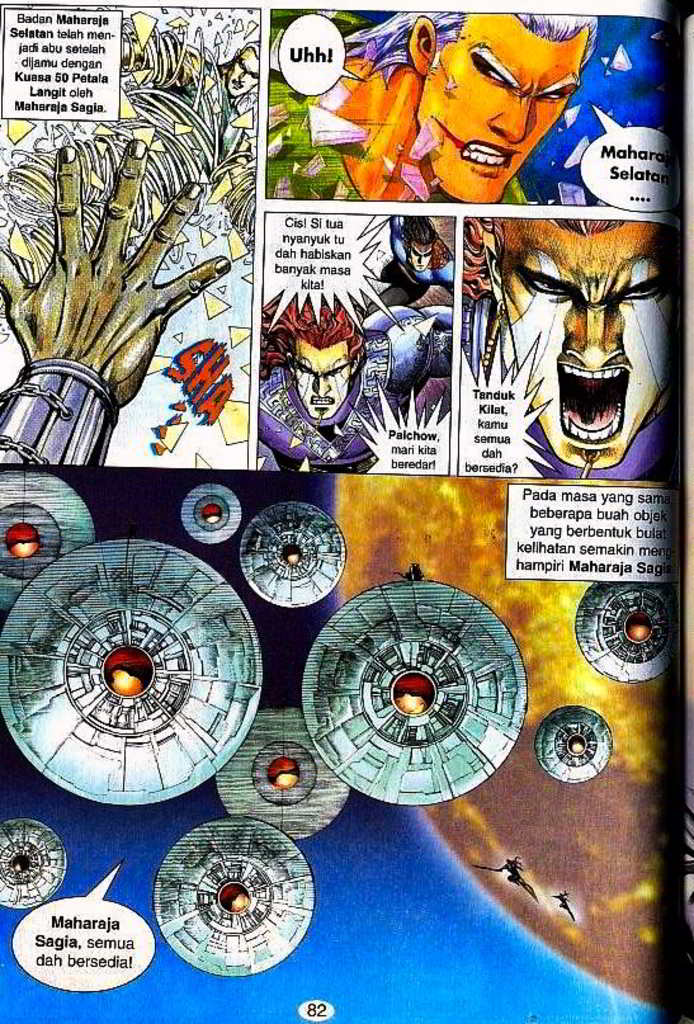 Badan Maharaja
Selatan telah men-
jadi abu setelah
dijamu dengan
Kuasa 50 Petala
Langit oleh
Maharaja Sagia.
Uhh!
Maharaja
Selatan
....
SHA
Cis! Si tua
nyanyuk tu
dah habiskan
banyak masa
kita!
Palchow,
mari kita
beredar!
Tanduk
Kilat,
kamu
semua
dah
bersedia?
Pada masa yang sama,
beberapa buah objek
yang berbentuk bulat
kelihatan semakin meng-
hampiri Maharaja Sagia
Maharaja
Sagia, semua
dah bersedia!
82